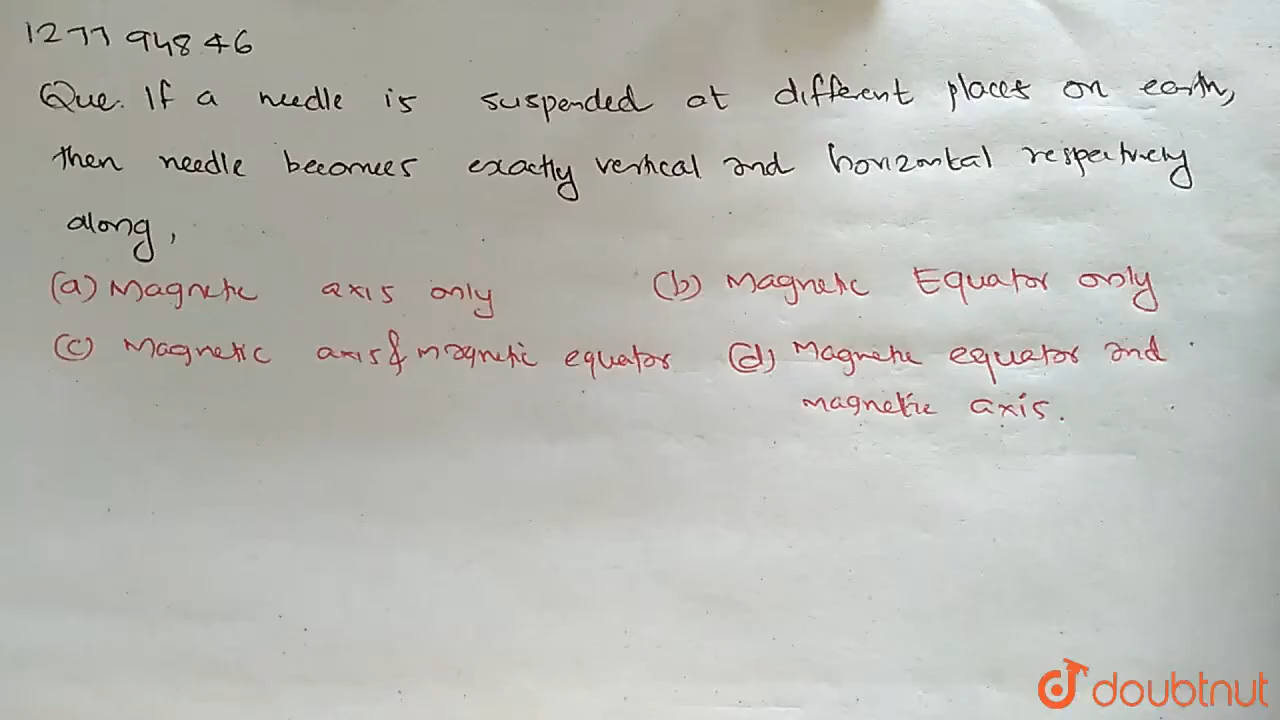 1277 94846
Que. If a needle is suspended at different places on earth,
then needle becomes exactly vertical and horizontal respectively
along,
(a) Magnetic axis only (b) Magnetic Equator only
(c) Magnetic axis & magnetic equator (d) Magnetic equator and
magnetic axis.
doubtnut